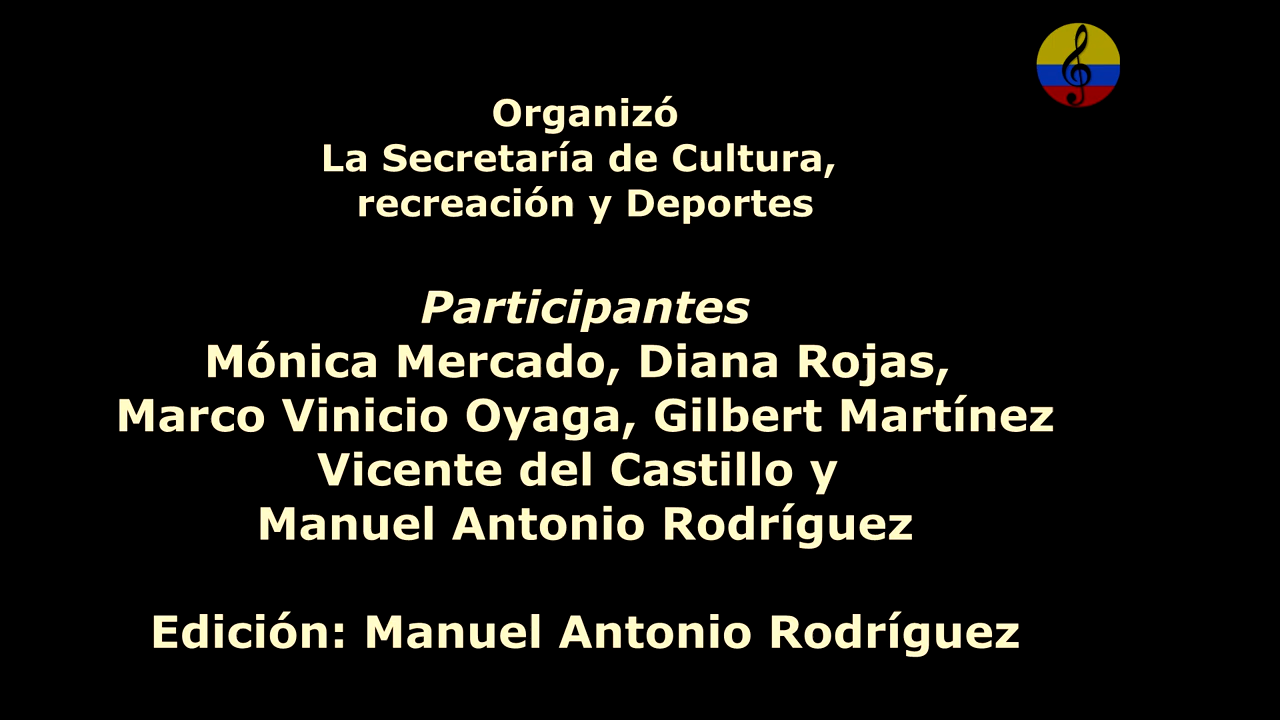 Organizó
La Secretaría de Cultura,
recreación y Deportes
Participantes
Mónica Mercado, Diana Rojas,
Marco Vinicio Oyaga, Gilbert Martínez
Vicente del Castillo y
Manuel Antonio Rodríguez
Edición: Manuel Antonio Rodríguez